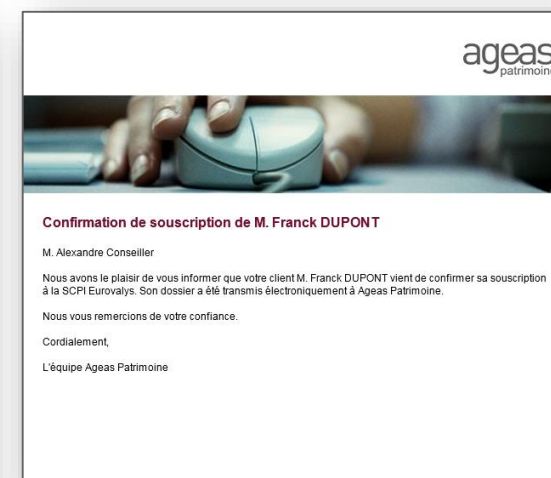 ageas
patrimoine
Confirmation de souscription de M. Franck DUPONT
M. Alexandre Conseiller
Nous avons le plaisir de vous informer que votre client M. Franck DUPONT vient de confirmer sa souscription
à la SCPI Eurovalys. Son dossier a été transmis électroniquement à Ageas Patrimoine.
Nous vous remercions de votre confiance.
Cordialement,
L'équipe Ageas Patrimoine